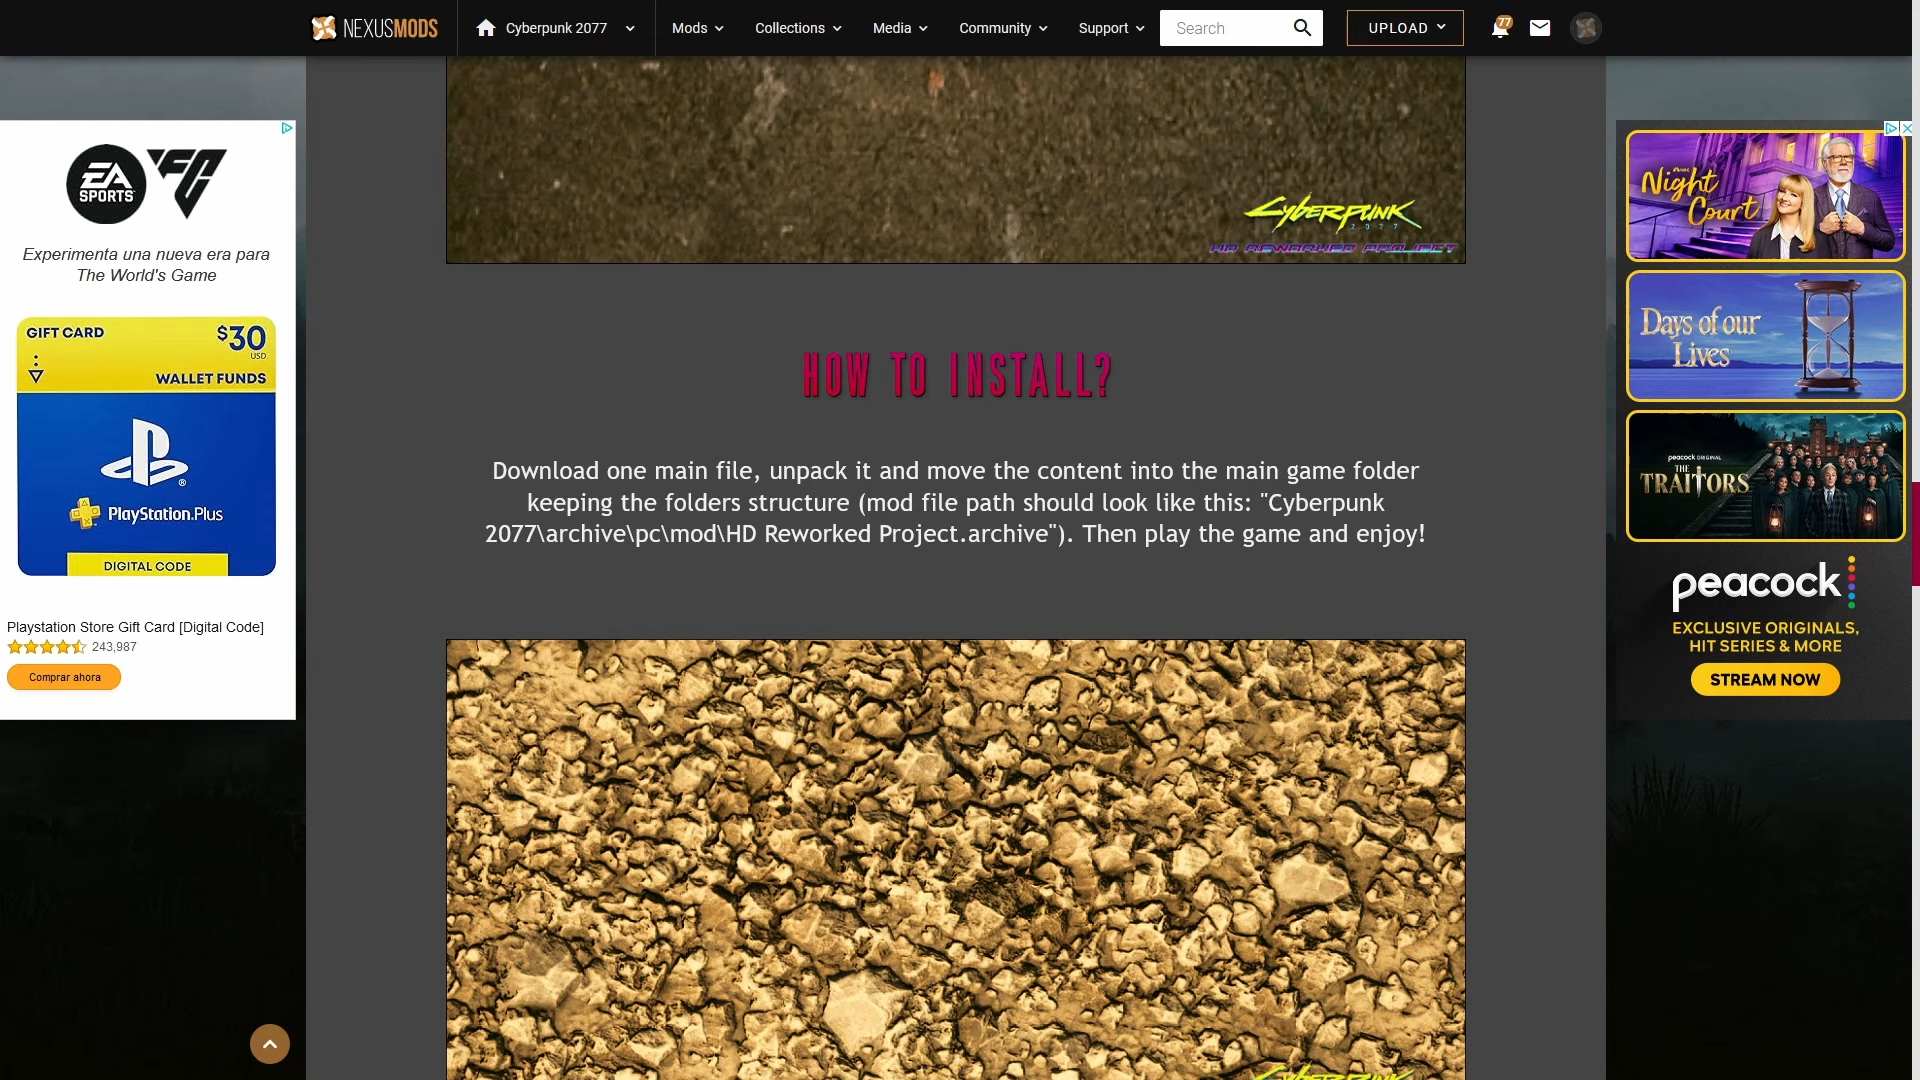 NEXUSMODS
Cyberpunk 2077
Mods
Collections
Media
Community
Support
Search
UPLOAD
77
EA
SPORTS
FC
Experimenta una nueva era para
The World's Game
GIFT CARD
$30
USD
WALLET FUNDS
PlayStation.Plus
DIGITAL CODE
Playstation Store Gift Card [Digital Code]
243,987
Comprar ahora
Cyberpunk
2077
HD REWORKED PROJECT
HOW TO INSTALL?
Download one main file, unpack it and move the content into the main game folder
keeping the folders structure (mod file path should look like this: "Cyberpunk
2077\archive\pc\mod\HD Reworked Project.archive"). Then play the game and enjoy!
Cyberpunk
Night
Court
Days of our
Lives
peacock ORIGINAL
THE
TRAITORS
peacock
EXCLUSIVE ORIGINALS,
HIT SERIES & MORE
STREAM NOW